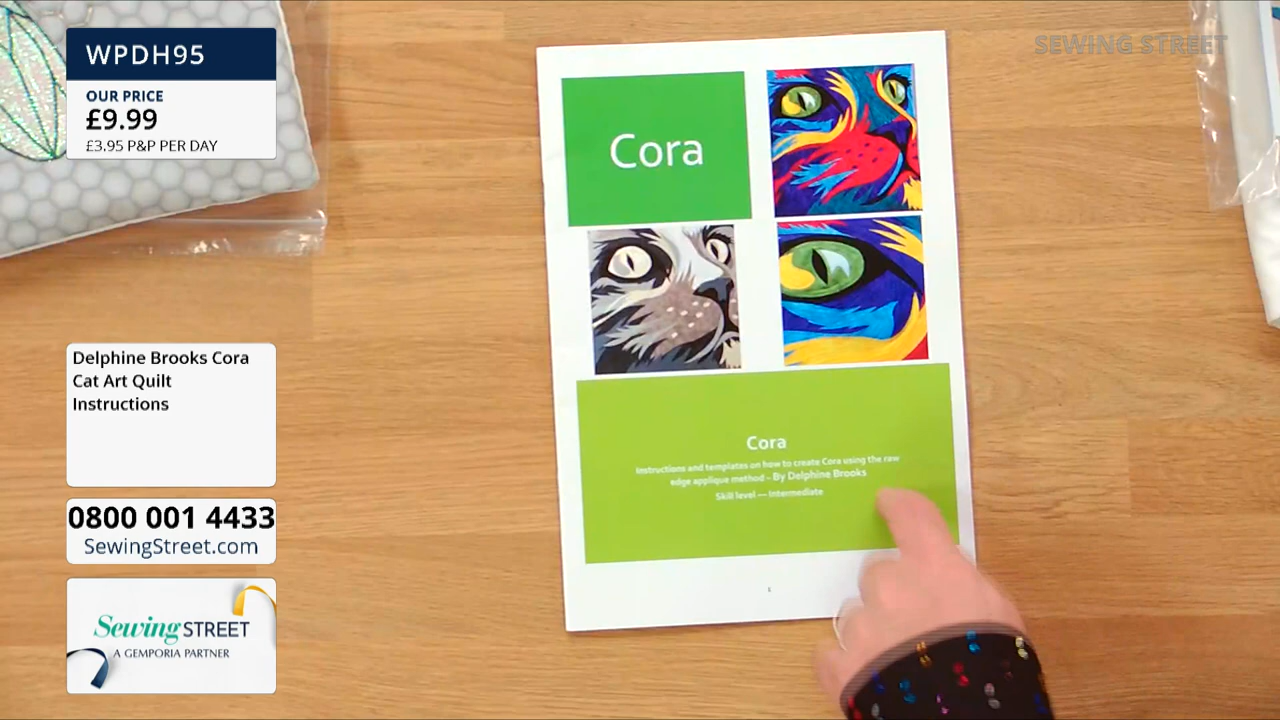 WPDH95
OUR PRICE
£9.99
£3.95 P&P PER DAY
SEWING STREET
Cora
Cora
Instructions and templates on how to create Cora using the raw
edge applique method - By Delphine Brooks
Skill level — Intermediate
1
Delphine Brooks Cora
Cat Art Quilt
Instructions
0800 001 4433
SewingStreet.com
Sewing STREET
A GEMPORIA PARTNER